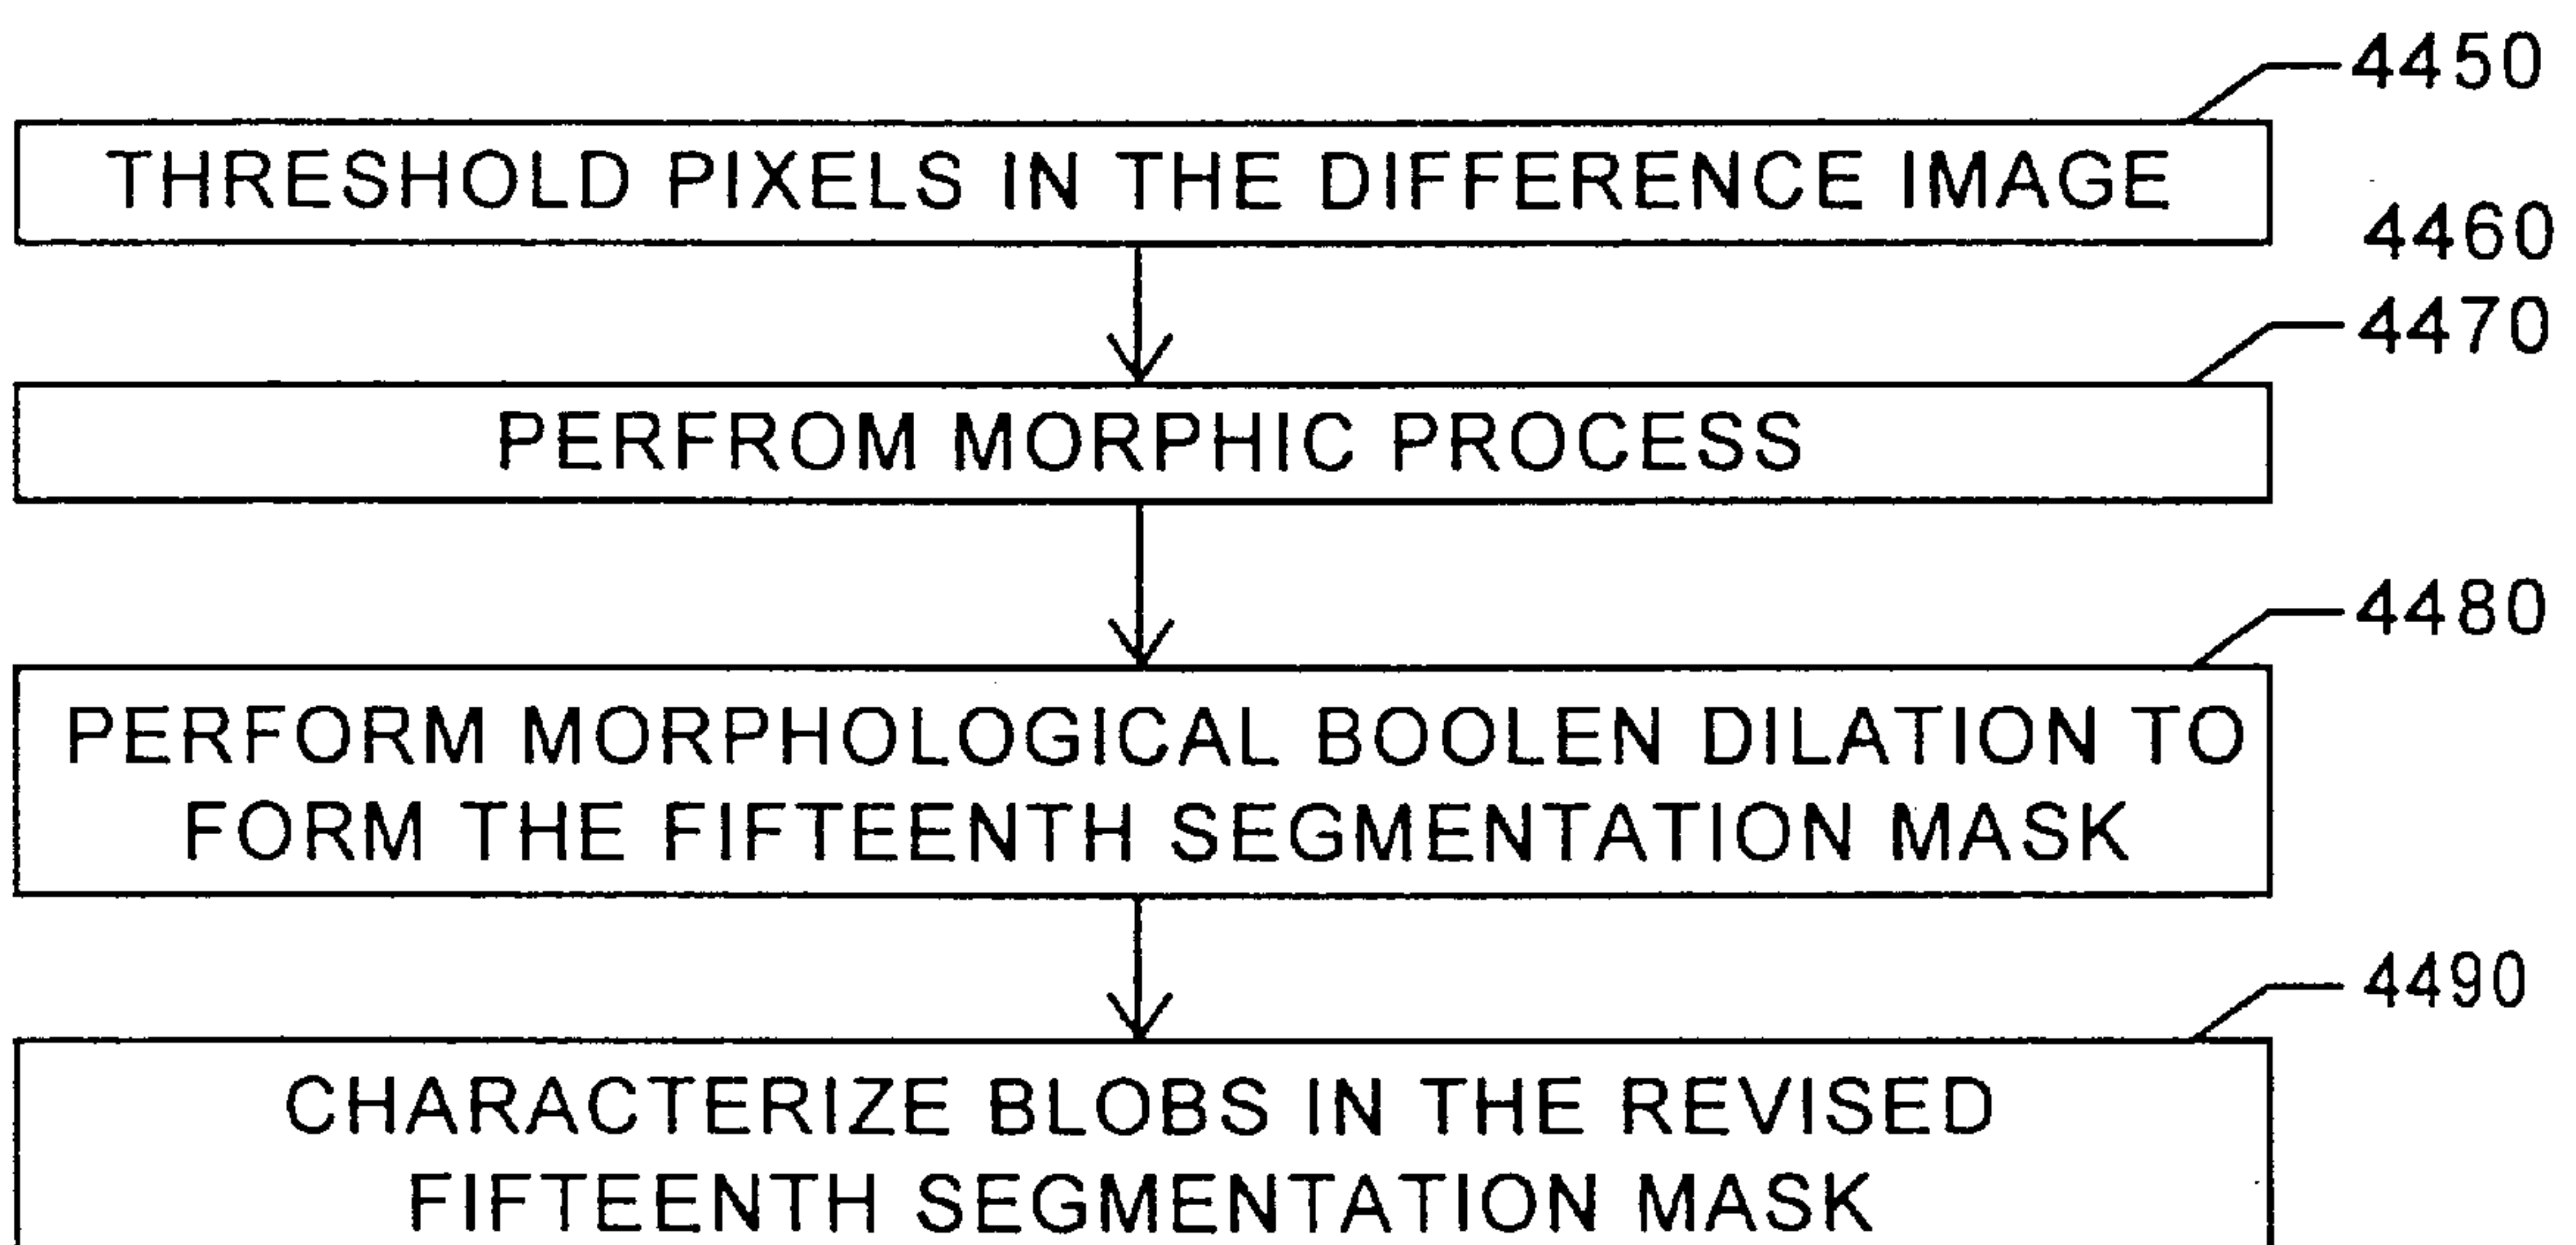 4450
THRESHOLD PIXELS IN THE DIFFERENCE IMAGE
4460
4470
PERFROM MORPHIC PROCESS
4480
PERFORM MORPHOLOGICAL BOOLEN DILATION TO
FORM THE FIFTEENTH SEGMENTATION MASK
4490
CHARACTERIZE BLOBS IN THE REVISED
FIFTEENTH SEGMENTATION MASK